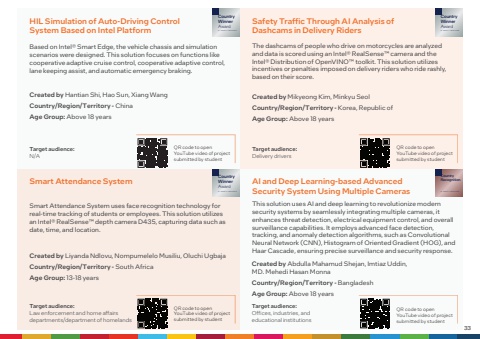 HIL Simulation of Auto-Driving Control
System Based on Intel Platform
Country
Winner
Award
Based on Intel® Smart Edge, the vehicle chassis and simulation
scenarios were designed. This solution focuses on functions like
cooperative adaptive cruise control, cooperative adaptive control,
lane keeping assist, and automatic emergency braking.
Created by Hantian Shi, Hao Sun, Xiang Wang
Country/Region/Territory - China
Age Group: Above 18 years
Target audience:
N/A
QR code to open
YouTube video of project
submitted by student
Safety Traffic Through AI Analysis of
Dashcams in Delivery Riders
Country
Winner
Award
The dashcams of people who drive on motorcycles are analyzed
and data is scored using an Intel® RealSense™ camera and the
Intel® Distribution of OpenVINO™ toolkit. This solution utilizes
incentives or penalties imposed on delivery riders who ride rashly,
based on their score.
Created by Mikyeong Kim, Minkyu Seol
Country/Region/Territory - Korea, Republic of
Age Group: Above 18 years
Target audience:
Delivery drivers
QR code to open
YouTube video of project
submitted by student
Smart Attendance System
Country
Winner
Award
Smart Attendance System uses face recognition technology for
real-time tracking of students or employees. This solution utilizes
an Intel® RealSense™ depth camera D435, capturing data such as
date, time, and location.
Created by Liyanda Ndlovu, Nompumelelo Musiliu, Oluchi Ugbaja
Country/Region/Territory - South Africa
Age Group: 13-18 years
Target audience:
Law enforcement and home affairs
departments/department of homelands
QR code to open
YouTube video of project
submitted by student
AI and Deep Learning-based Advanced
Security System Using Multiple Cameras
This solution uses AI and deep learning to revolutionize modern
security systems by seamlessly integrating multiple cameras, it
enhances threat detection, electrical equipment control, and overall
surveillance capabilities. It employs advanced face detection,
tracking, and anomaly detection algorithms, such as Convolutional
Neural Network (CNN), Histogram of Oriented Gradient (HOG), and
Haar Cascade, ensuring precise surveillance and security response.
Created by Abdulla Mahamud Shejan, Imtiaz Uddin,
MD. Mehedi Hasan Monna
Country/Region/Territory - Bangladesh
Age Group: Above 18 years
Target audience:
Offices, industries, and
educational institutions
QR code to open
YouTube video of project
submitted by student
33